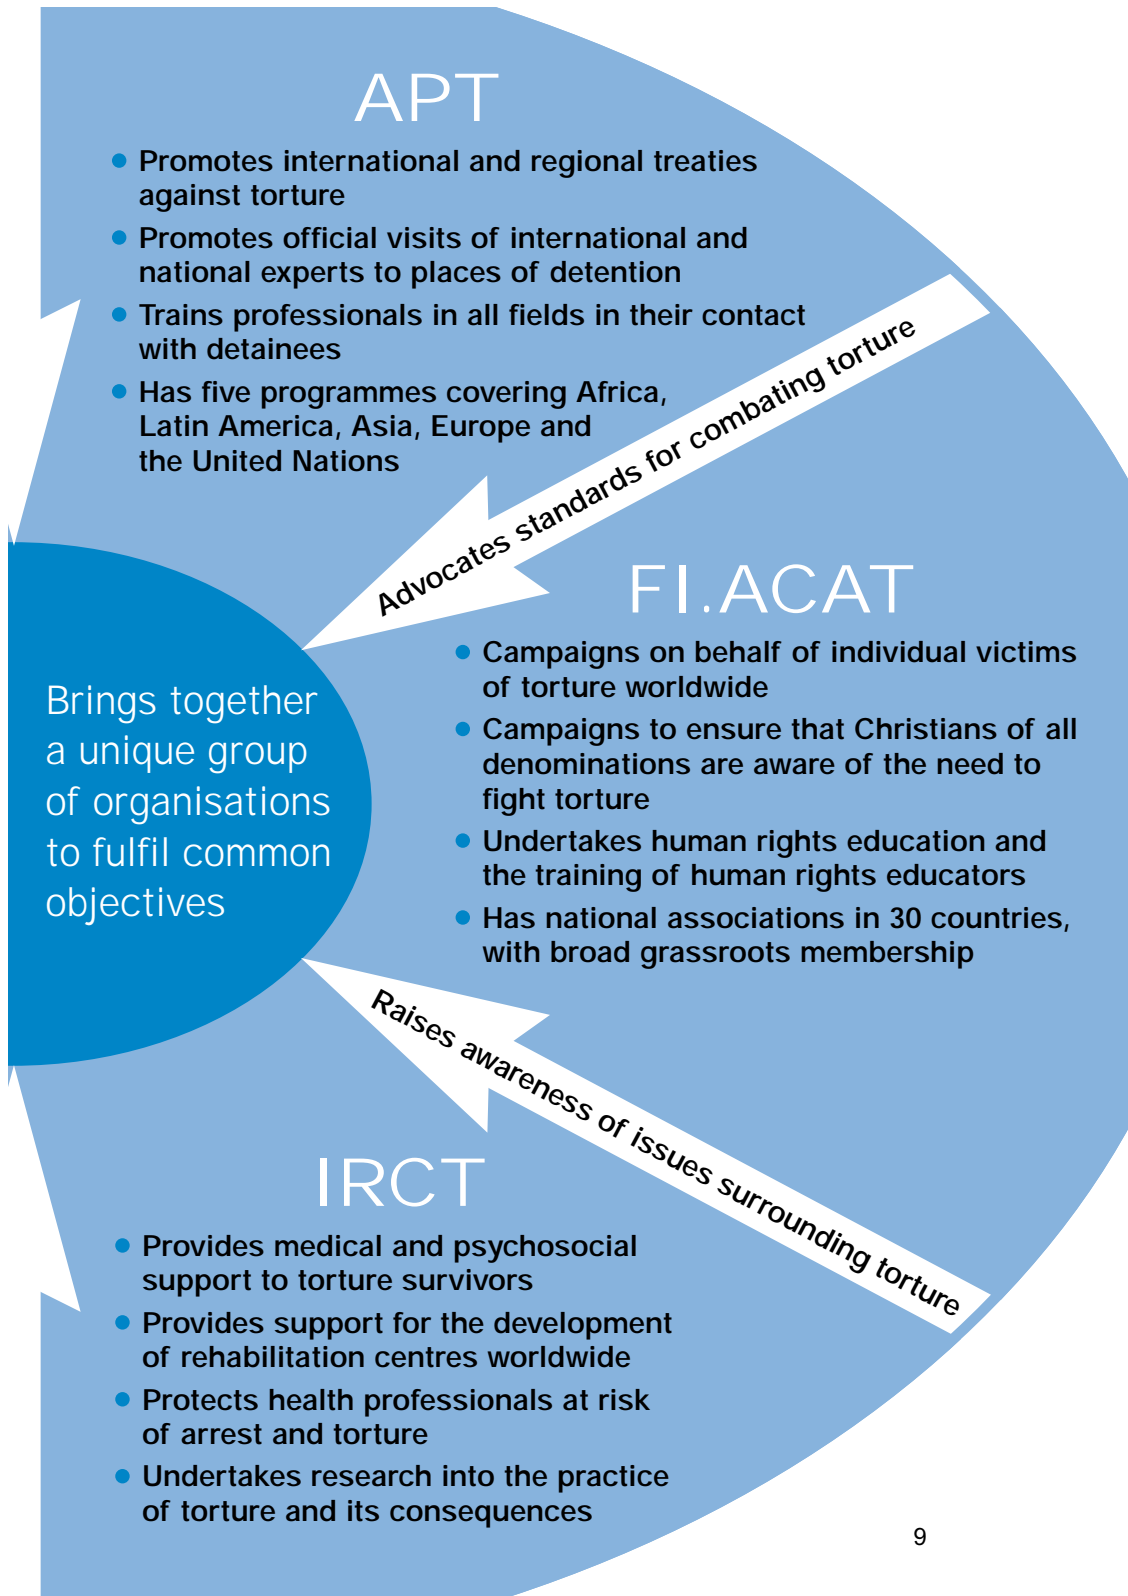 APT
• Promotes international and regional treaties
against torture
• Promotes official visits of international and
national experts to places of detention
• Trains professionals in all fields in their contact
with detainees
• Has five programmes covering Africa,
Latin America, Asia, Europe and
the United Nations
Advocates standards for combating torture
FI.ACAT
• Campaigns on behalf of individual victims
of torture worldwide
• Campaigns to ensure that Christians of all
denominations are aware of the need to
fight torture
• Undertakes human rights education and
the training of human rights educators
• Has national associations in 30 countries,
with broad grassroots membership
Brings together
a unique group
of organisations
to fulfil common
objectives
Raises awareness of issues surrounding torture
IRCT
• Provides medical and psychosocial
support to torture survivors
• Provides support for the development
of rehabilitation centres worldwide
• Protects health professionals at risk
of arrest and torture
• Undertakes research into the practice
of torture and its consequences
9